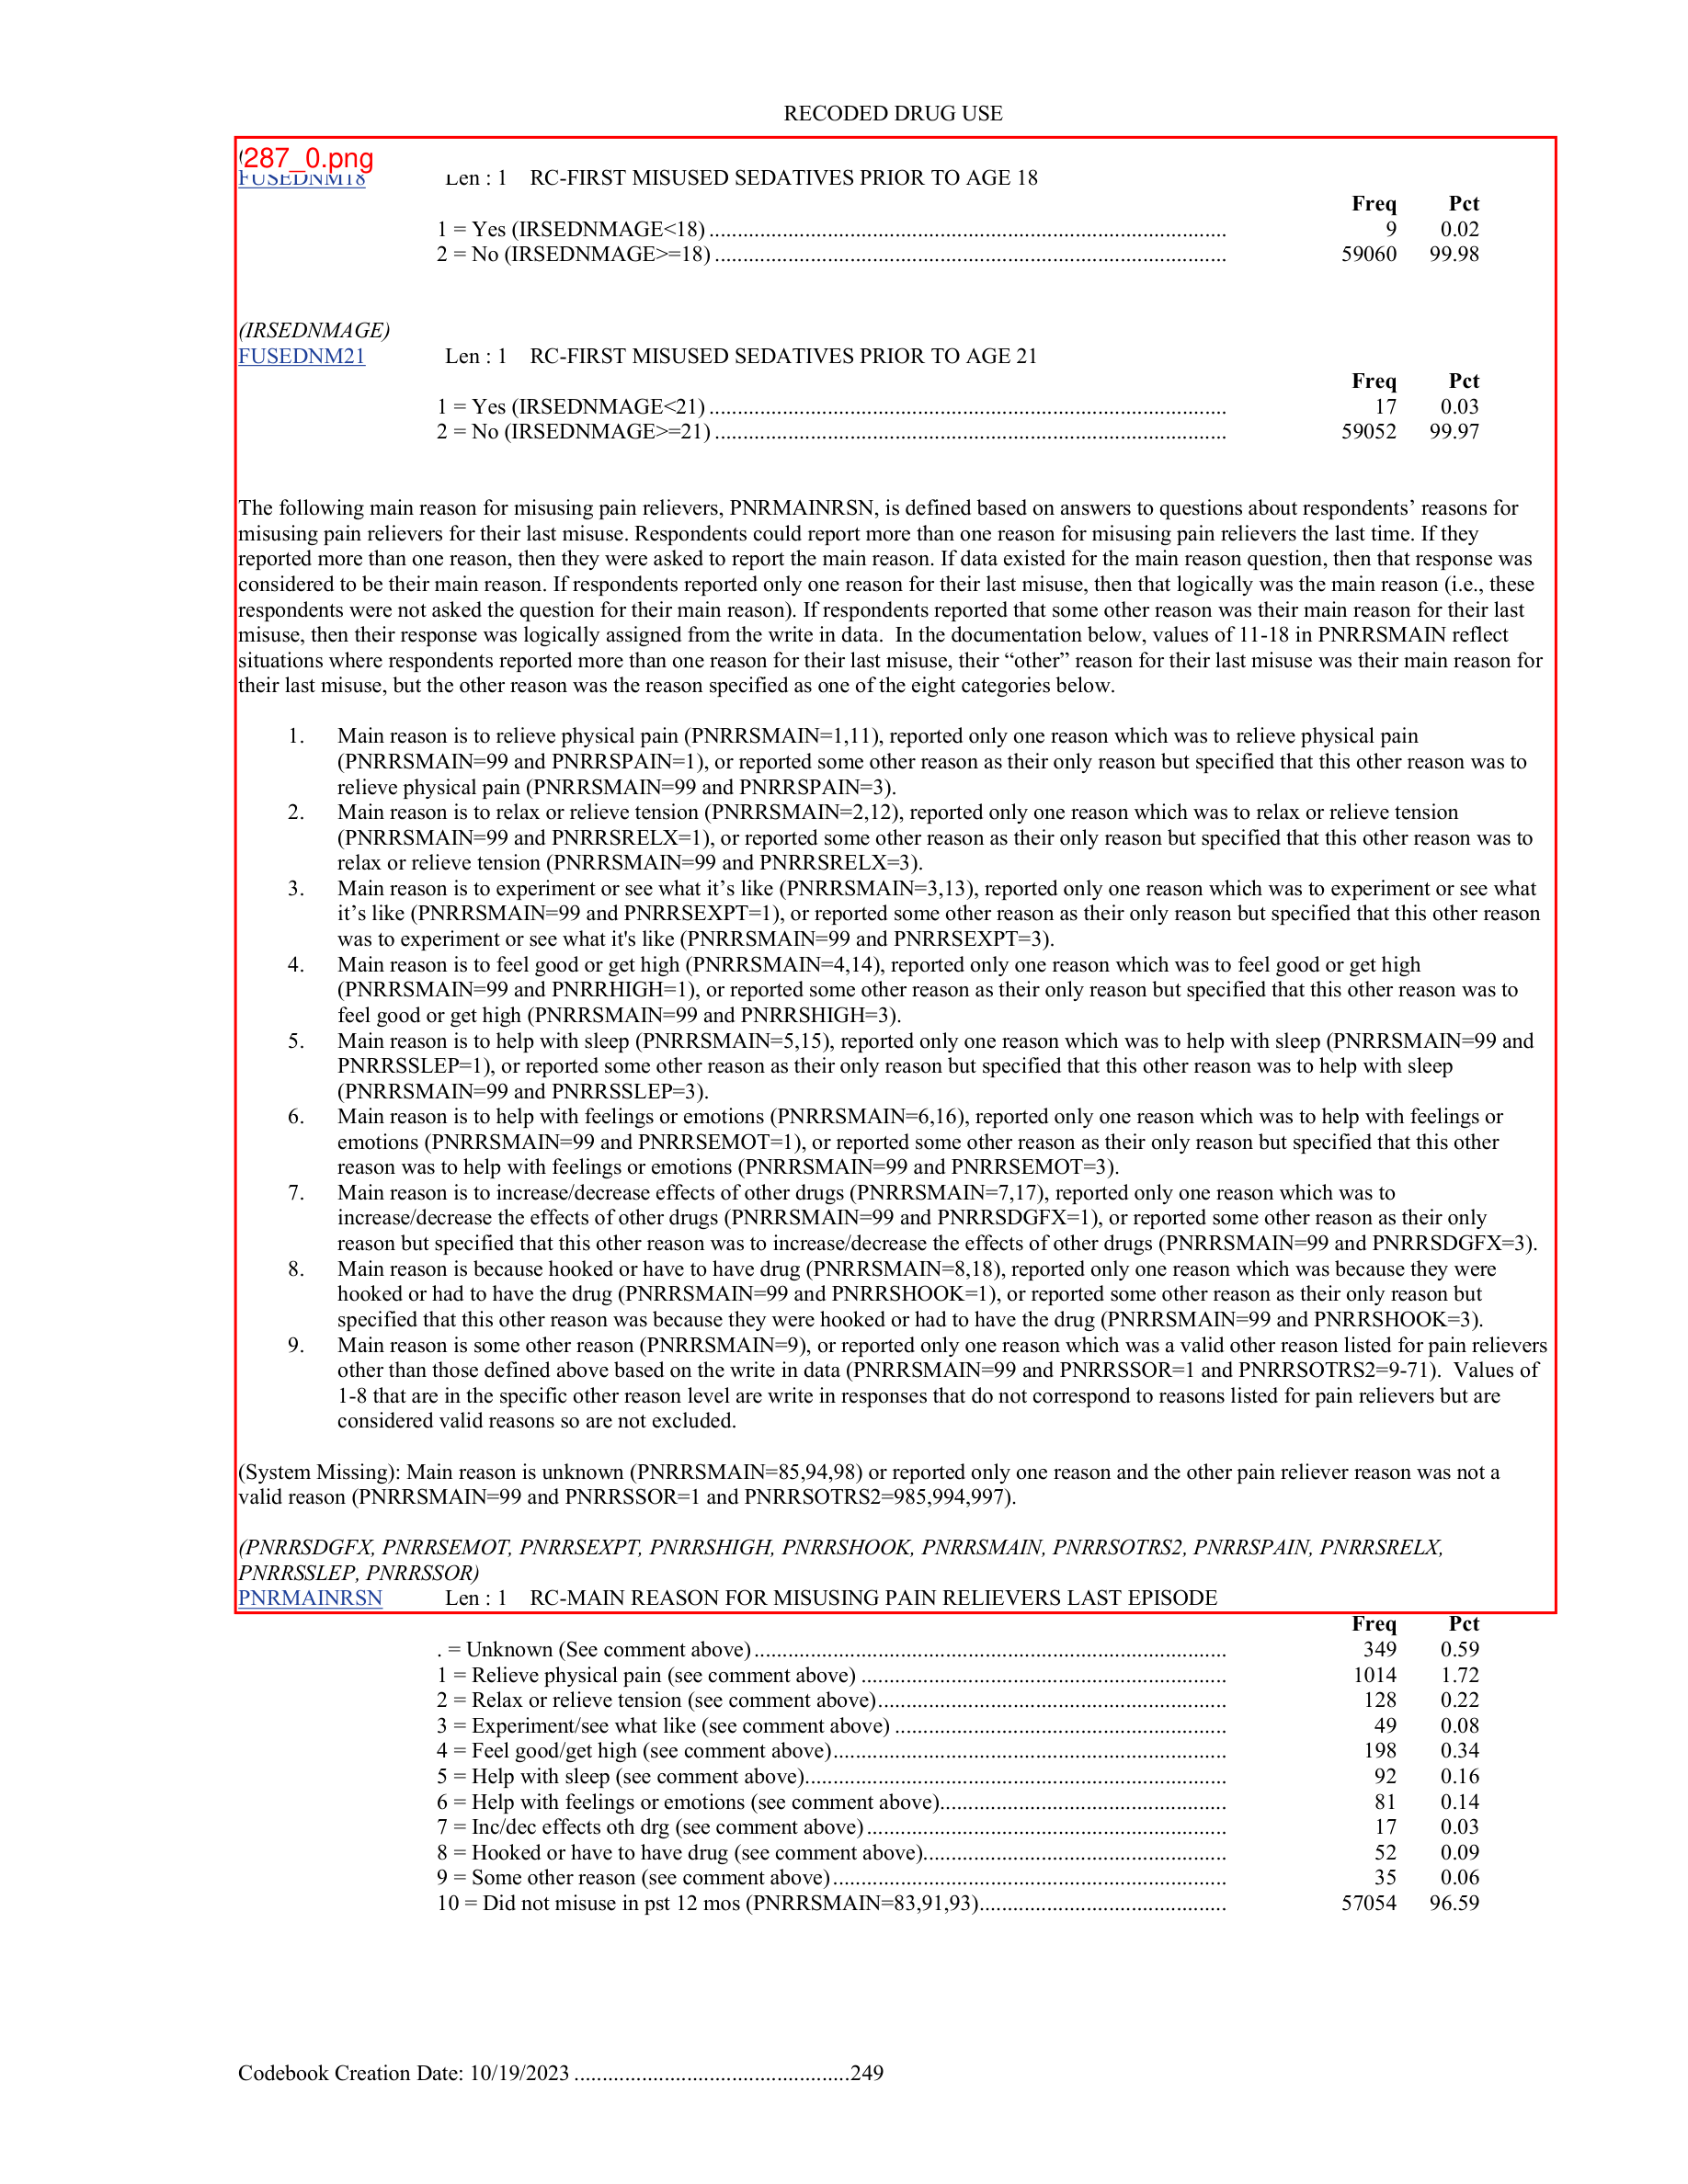 RECODED DRUG USE
287_0.png
FUSEDNM18 Len : 1 RC-FIRST MISUSED SEDATIVES PRIOR TO AGE 18
Freq Pct
1 = Yes (IRSEDNMAGE<18) 9 0.02
2 = No (IRSEDNMAGE>=18) 59060 99.98
(IRSEDNMAGE)
FUSEDNM21 Len : 1 RC-FIRST MISUSED SEDATIVES PRIOR TO AGE 21
Freq Pct
1 = Yes (IRSEDNMAGE<21) 17 0.03
2 = No (IRSEDNMAGE>=21) 59052 99.97
The following main reason for misusing pain relievers, PNRMAINRSN, is defined based on answers to questions about respondents’ reasons for
misusing pain relievers for their last misuse. Respondents could report more than one reason for misusing pain relievers the last time. If they
reported more than one reason, then they were asked to report the main reason. If data existed for the main reason question, then that response was
considered to be their main reason. If respondents reported only one reason for their last misuse, then that logically was the main reason (i.e., these
respondents were not asked the question for their main reason). If respondents reported that some other reason was their main reason for their last
misuse, then their response was logically assigned from the write in data. In the documentation below, values of 11-18 in PNRRSMAIN reflect
situations where respondents reported more than one reason for their last misuse, their “other” reason for their last misuse was their main reason for
their last misuse, but the other reason was the reason specified as one of the eight categories below.
1. Main reason is to relieve physical pain (PNRRSMAIN=1,11), reported only one reason which was to relieve physical pain
(PNRRSMAIN=99 and PNRRSPAIN=1), or reported some other reason as their only reason but specified that this other reason was to
relieve physical pain (PNRRSMAIN=99 and PNRRSPAIN=3).
2. Main reason is to relax or relieve tension (PNRRSMAIN=2,12), reported only one reason which was to relax or relieve tension
(PNRRSMAIN=99 and PNRRSRELX=1), or reported some other reason as their only reason but specified that this other reason was to
relax or relieve tension (PNRRSMAIN=99 and PNRRSRELX=3).
3. Main reason is to experiment or see what it’s like (PNRRSMAIN=3,13), reported only one reason which was to experiment or see what
it’s like (PNRRSMAIN=99 and PNRRSEXPT=1), or reported some other reason as their only reason but specified that this other reason
was to experiment or see what it's like (PNRRSMAIN=99 and PNRRSEXPT=3).
4. Main reason is to feel good or get high (PNRRSMAIN=4,14), reported only one reason which was to feel good or get high
(PNRRSMAIN=99 and PNRRHIGH=1), or reported some other reason as their only reason but specified that this other reason was to
feel good or get high (PNRRSMAIN=99 and PNRRSHIGH=3).
5. Main reason is to help with sleep (PNRRSMAIN=5,15), reported only one reason which was to help with sleep (PNRRSMAIN=99 and
PNRRSSLEP=1), or reported some other reason as their only reason but specified that this other reason was to help with sleep
(PNRRSMAIN=99 and PNRRSSLEP=3).
6. Main reason is to help with feelings or emotions (PNRRSMAIN=6,16), reported only one reason which was to help with feelings or
emotions (PNRRSMAIN=99 and PNRRSEMOT=1), or reported some other reason as their only reason but specified that this other
reason was to help with feelings or emotions (PNRRSMAIN=99 and PNRRSEMOT=3).
7. Main reason is to increase/decrease effects of other drugs (PNRRSMAIN=7,17), reported only one reason which was to
increase/decrease the effects of other drugs (PNRRSMAIN=99 and PNRRSDGFX=1), or reported some other reason as their only
reason but specified that this other reason was to increase/decrease the effects of other drugs (PNRRSMAIN=99 and PNRRSDGFX=3).
8. Main reason is because hooked or have to have drug (PNRRSMAIN=8,18), reported only one reason which was because they were
hooked or had to have the drug (PNRRSMAIN=99 and PNRRSHOOK=1), or reported some other reason as their only reason but
specified that this other reason was because they were hooked or had to have the drug (PNRRSMAIN=99 and PNRRSHOOK=3).
9. Main reason is some other reason (PNRRSMAIN=9), or reported only one reason which was a valid other reason listed for pain relievers
other than those defined above based on the write in data (PNRRSMAIN=99 and PNRRSSOR=1 and PNRRSOTRS2=9-71). Values of
1-8 that are in the specific other reason level are write in responses that do not correspond to reasons listed for pain relievers but are
considered valid reasons so are not excluded.
(System Missing): Main reason is unknown (PNRRSMAIN=85,94,98) or reported only one reason and the other pain reliever reason was not a
valid reason (PNRRSMAIN=99 and PNRRSSOR=1 and PNRRSOTRS2=985,994,997).
(PNRRSDGFX, PNRRSEMOT, PNRRSEXPT, PNRRSHIGH, PNRRSHOOK, PNRRSMAIN, PNRRSOTRS2, PNRRSPAIN, PNRRSRELX,
PNRRSSLEP, PNRRSSOR)
PNRMAINRSN Len : 1 RC-MAIN REASON FOR MISUSING PAIN RELIEVERS LAST EPISODE
Freq Pct
. = Unknown (See comment above) 349 0.59
1 = Relieve physical pain (see comment above) 1014 1.72
2 = Relax or relieve tension (see comment above) 128 0.22
3 = Experiment/see what like (see comment above) 49 0.08
4 = Feel good/get high (see comment above) 198 0.34
5 = Help with sleep (see comment above) 92 0.16
6 = Help with feelings or emotions (see comment above) 81 0.14
7 = Inc/dec effects oth drg (see comment above) 17 0.03
8 = Hooked or have to have drug (see comment above) 52 0.09
9 = Some other reason (see comment above) 35 0.06
10 = Did not misuse in pst 12 mos (PNRRSMAIN=83,91,93) 57054 96.59
Codebook Creation Date: 10/19/2023 249